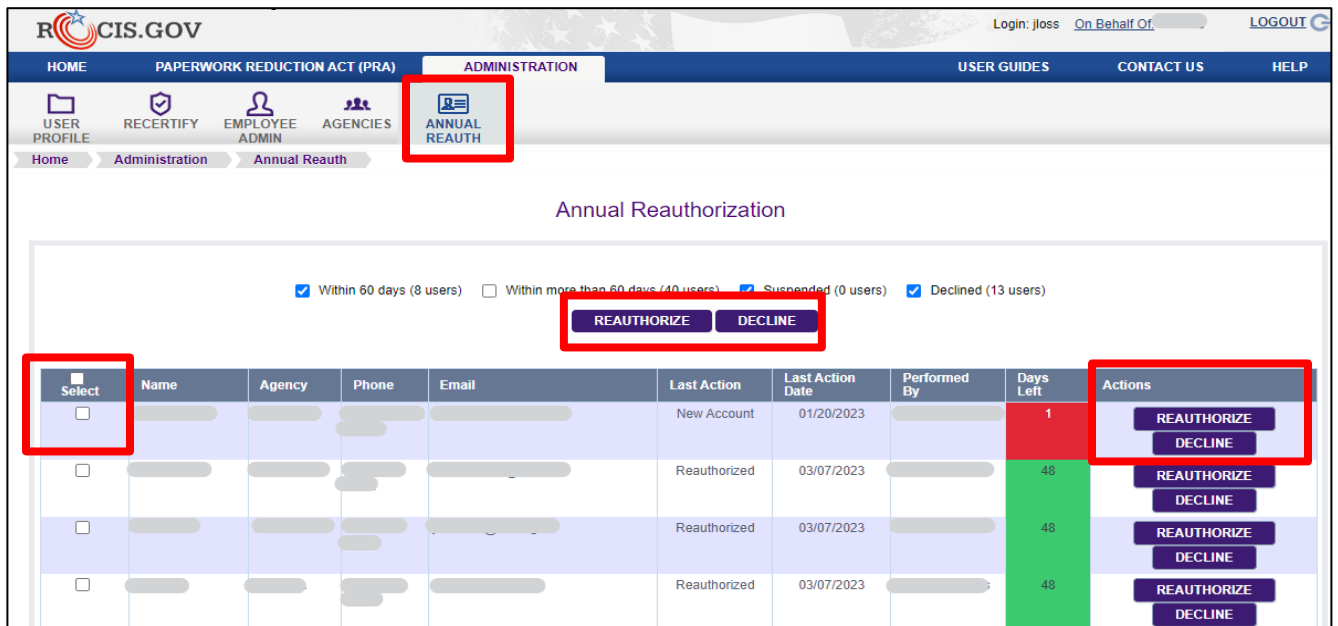 ROCIS.GOV
Login: jloss On Behalf Of: LOGOUT
HOME PAPERWORK REDUCTION ACT (PRA) ADMINISTRATION USER GUIDES CONTACT US HELP
USER PROFILE RECERTIFY EMPLOYEE ADMIN AGENCIES ANNUAL REAUTH
Home Administration Annual Reauth
Annual Reauthorization
Within 60 days (8 users) Within more than 60 days (40 users) Suspended (0 users) Declined (13 users)
REAUTHORIZE DECLINE
Select Name Agency Phone Email Last Action Last Action Date Performed By Days Left Actions
New Account 01/20/2023 1 REAUTHORIZE
DECLINE
Reauthorized 03/07/2023 48 REAUTHORIZE
DECLINE
Reauthorized 03/07/2023 48 REAUTHORIZE
DECLINE
Reauthorized 03/07/2023 48 REAUTHORIZE
DECLINE